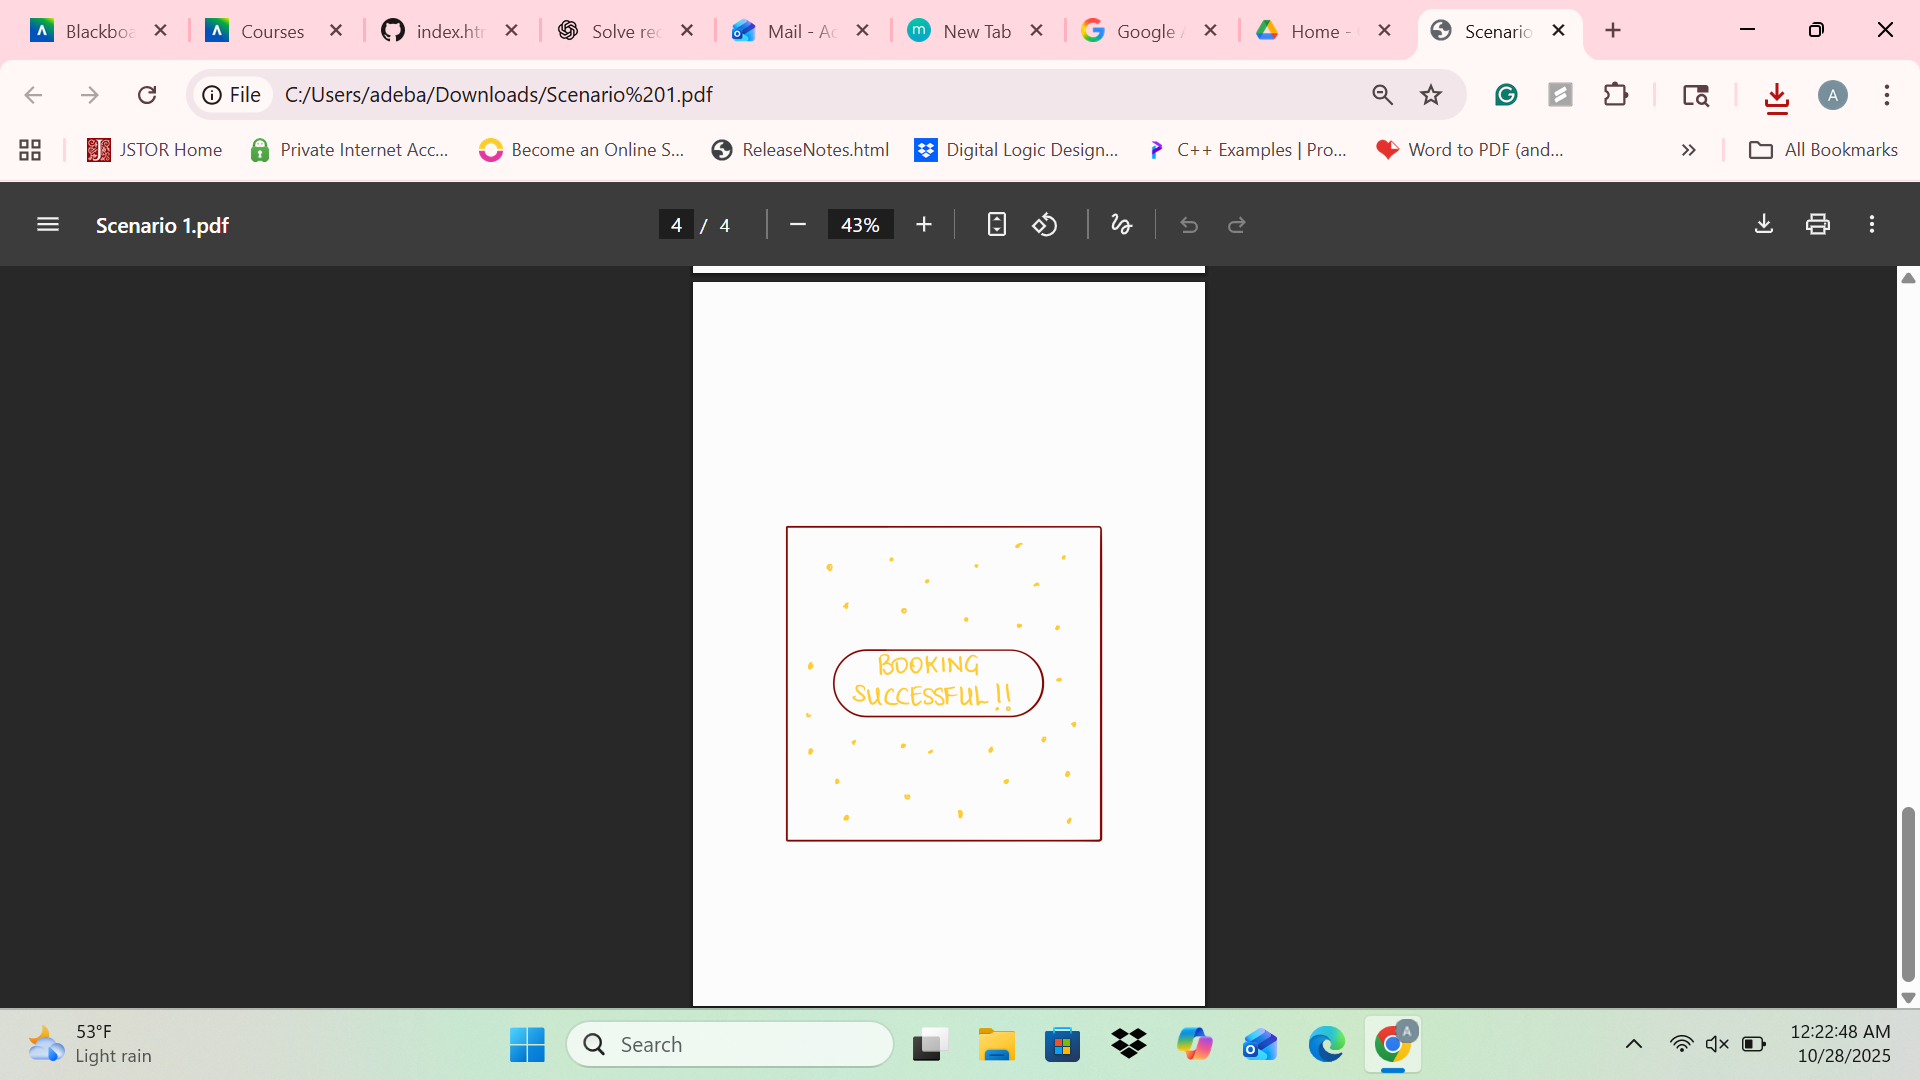 Blackboa
Courses
index.htr
Solve rec
Mail - Ac
New Tab
Google A
Home -
Scenario
File
C:/Users/adeba/Downloads/Scenario%201.pdf
A
JSTOR Home
Private Internet Acc...
Become an Online S...
ReleaseNotes.html
Digital Logic Design...
C++ Examples | Pro...
Word to PDF (and...
All Bookmarks
Scenario 1.pdf
4 / 4
43%
BOOKING
SUCCESSFUL!!
53°F
Light rain
Search
A
12:22:48 AM
10/28/2025